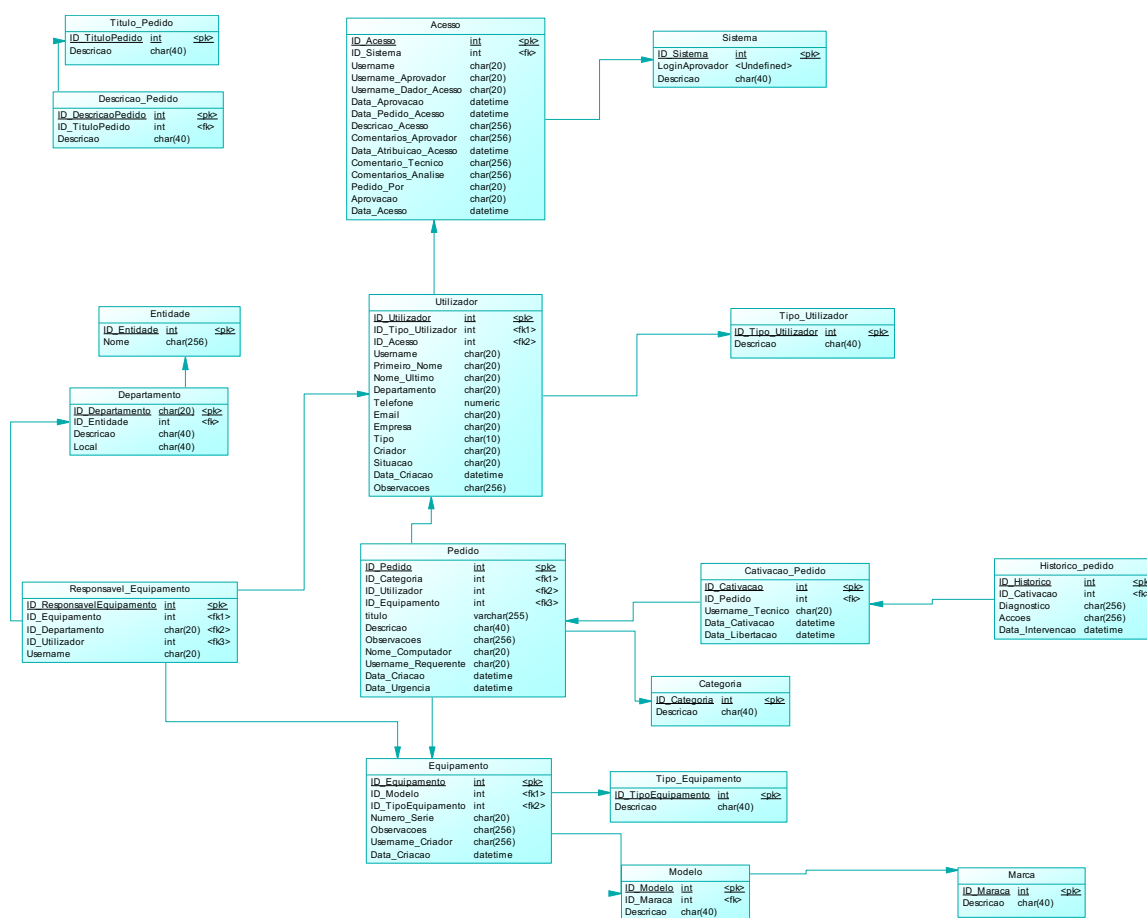 Titulo_Pedido
ID_TituloPedido int <pk>
Descricao char(40)
Descricao_Pedido
ID_DescricaoPedido int <pk>
ID_TituloPedido int <fk>
Descricao char(40)
Acesso
ID_Acesso int <pk>
ID_Sistema int <fk>
Username char(20)
Username_Aprovador char(20)
Username_Dador_Acesso char(20)
Data_Aprovacao datetime
Data_Pedido_Acesso datetime
Descricao_Acesso char(256)
Comentarios_Aprovador char(256)
Data_Atribuicao_Acesso datetime
Comentario_Tecnico char(256)
Comentarios_Analise char(256)
Pedido_Por char(20)
Aprovacao char(20)
Data_Acesso datetime
Sistema
ID_Sistema int <pk>
LoginAprovador <Undefined>
Descricao char(40)
Entidade
ID_Entidade int <pk>
Nome char(256)
Departamento
ID_Departamento char(20) <pk>
ID_Entidade int <fk>
Descricao char(40)
Local char(40)
Utilizador
ID_Utilizador int <pk>
ID_Tipo_Utilizador int <fk1>
ID_Acesso int <fk2>
Username char(20)
Primeiro_Nome char(20)
Nome_Ultimo char(20)
Departamento char(20)
Telefone numeric
Email char(20)
Empresa char(20)
Tipo char(10)
Criador char(20)
Situacao char(20)
Data_Criacao datetime
Observacoes char(256)
Tipo_Utilizador
ID_Tipo_Utilizador int <pk>
Descricao char(40)
Responsavel_Equipamento
ID_ResponsavelEquipamento int <pk>
ID_Equipamento int <fk1>
ID_Departamento char(20) <fk2>
ID_Utilizador int <fk3>
Username char(20)
Pedido
ID_Pedido int <pk>
ID_Categoria int <fk1>
ID_Utilizador int <fk2>
ID_Equipamento int <fk3>
titulo varchar(255)
Descricao char(40)
Observacoes char(256)
Nome_Computador char(20)
Username_Requerente char(20)
Data_Criacao datetime
Data_Urgencia datetime
Cativacao_Pedido
ID_Cativacao int <pk>
ID_Pedido int <fk>
Username_Tecnico char(20)
Data_Cativacao datetime
Data_Libertacao datetime
Historico_pedido
ID_Historico int <pk
ID_Cativacao int <fk
Diagnostico char(256)
Accoes char(256)
Data_Intervencao datetime
Categoria
ID_Categoria int <pk>
Descricao char(40)
Equipamento
ID_Equipamento int <pk>
ID_Modelo int <fk1>
ID_TipoEquipamento int <fk2>
Numero_Serie char(20)
Observacoes char(256)
Username_Criador char(256)
Data_Criacao datetime
Tipo_Equipamento
ID_TipoEquipamento int <pk>
Descricao char(40)
Modelo
ID_Modelo int <pk>
ID_Maraca int <fk>
Descricao char(40)
Marca
ID_Maraca int <pk>
Descricao char(40)